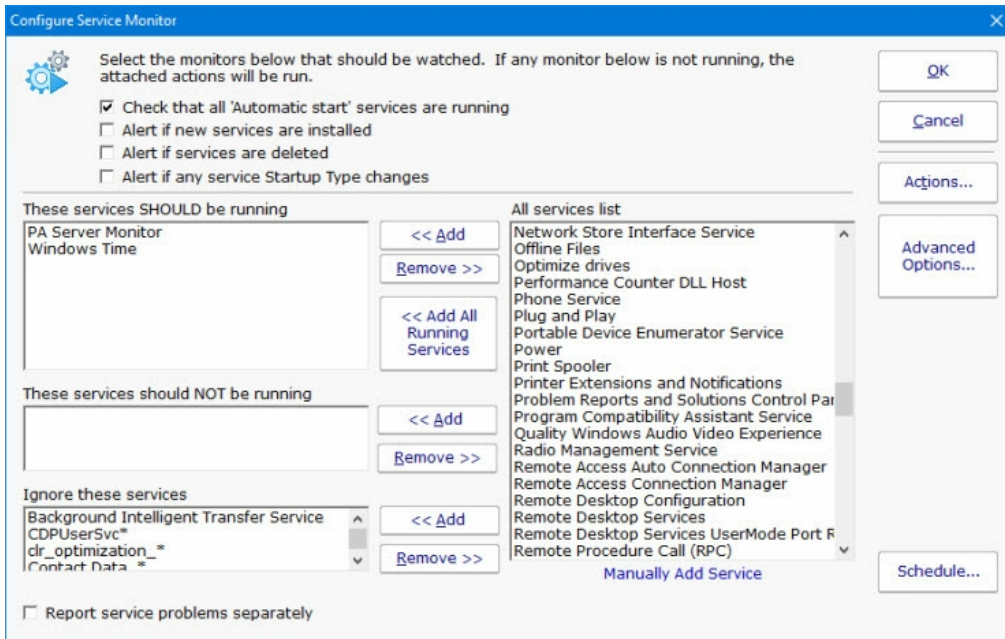 Configure Service Monitor
Select the monitors below that should be watched. If any monitor below is not running, the
attached actions will be run.
Check that all 'Automatic start' services are running
Alert if new services are installed
Alert if services are deleted
Alert if any service Startup Type changes
OK
Cancel
Actions...
Advanced
Options...
These services SHOULD be running
PA Server Monitor
Windows Time
<< Add
Remove >>
<< Add All
Running
Services
These services should NOT be running
<< Add
Remove >>
Ignore these services
Background Intelligent Transfer Service
CDPUserSvc*
clr_optimization_*
Contact Data_*
<< Add
Remove >>
All services list
Network Store Interface Service
Offline Files
Optimize drives
Performance Counter DLL Host
Phone Service
Plug and Play
Portable Device Enumerator Service
Power
Print Spooler
Printer Extensions and Notifications
Problem Reports and Solutions Control Par
Program Compatibility Assistant Service
Quality Windows Audio Video Experience
Radio Management Service
Remote Access Auto Connection Manager
Remote Access Connection Manager
Remote Desktop Configuration
Remote Desktop Services
Remote Desktop Services UserMode Port R
Remote Procedure Call (RPC)
Manually Add Service
Schedule...
Report service problems separately